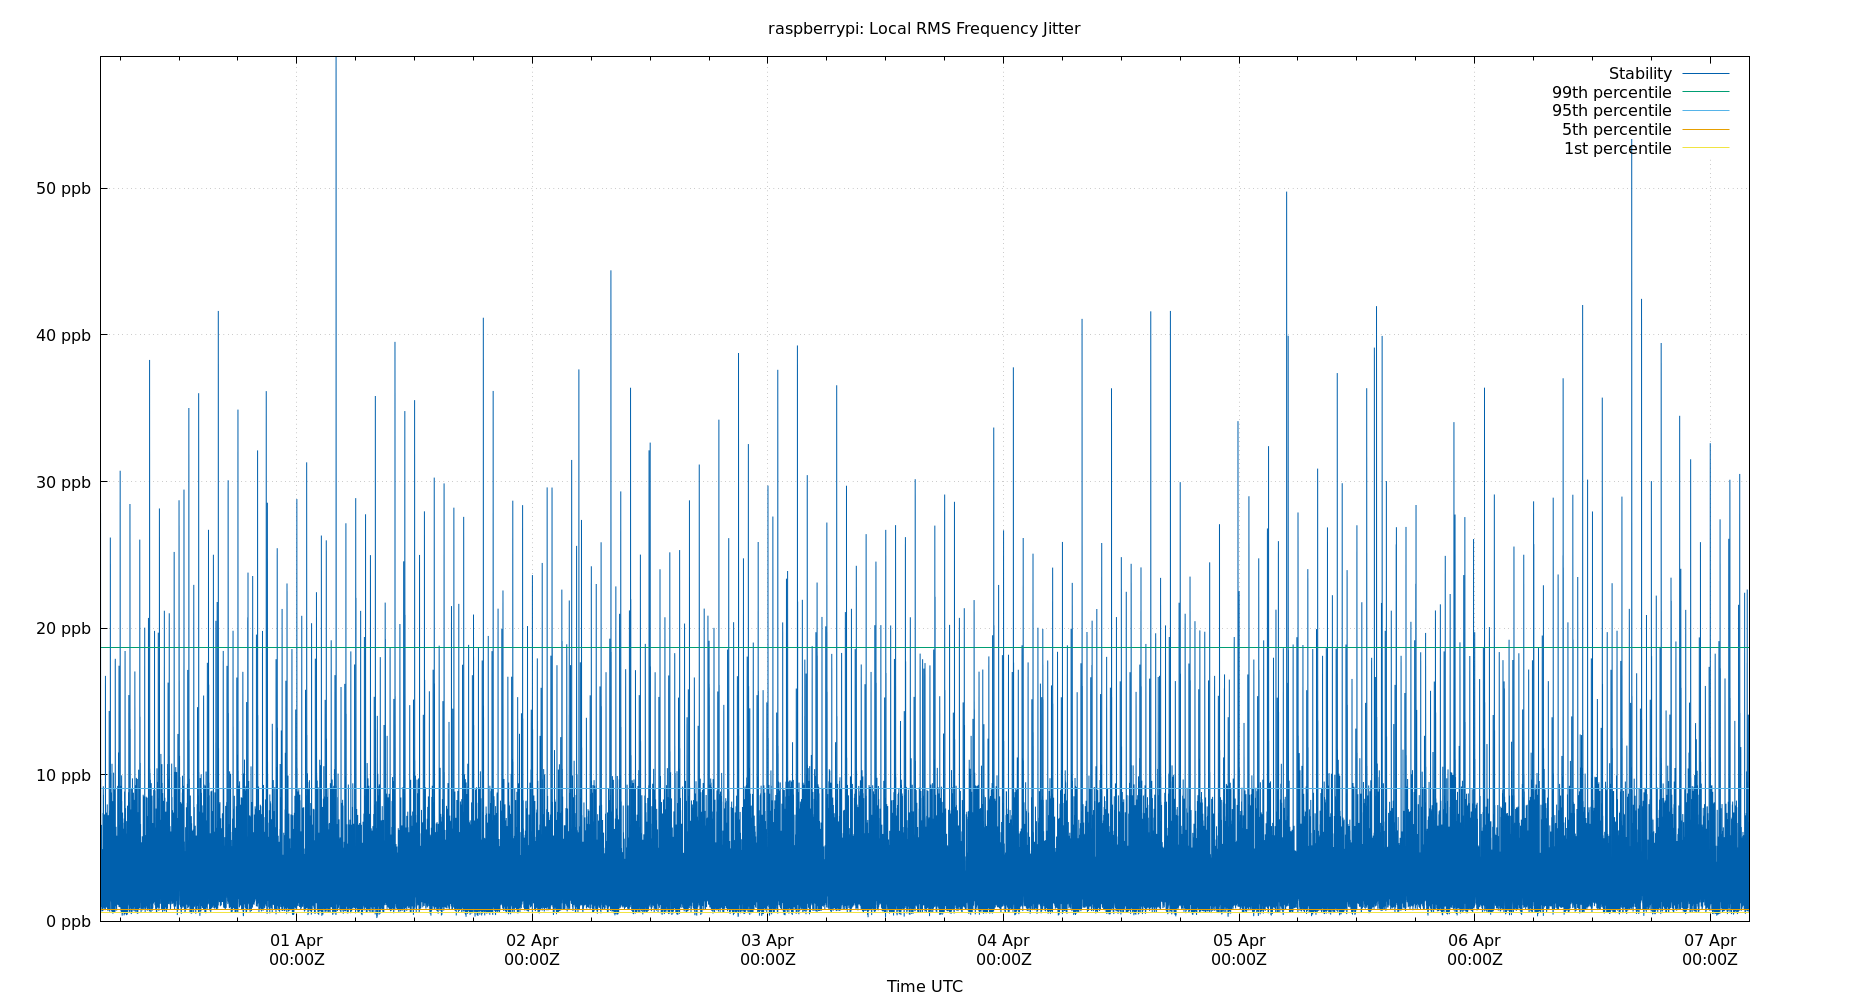 raspberrypi: Local RMS Frequency Jitter
Stability
99th percentile
95th percentile
5th percentile
1st percentile
50 ppb
40 ppb
30 ppb
20 ppb
10 ppb
0 ppb
01 Apr
00:00Z
02 Apr
00:00Z
03 Apr
00:00Z
04 Apr
00:00Z
05 Apr
00:00Z
06 Apr
00:00Z
07 Apr
00:00Z
Time UTC